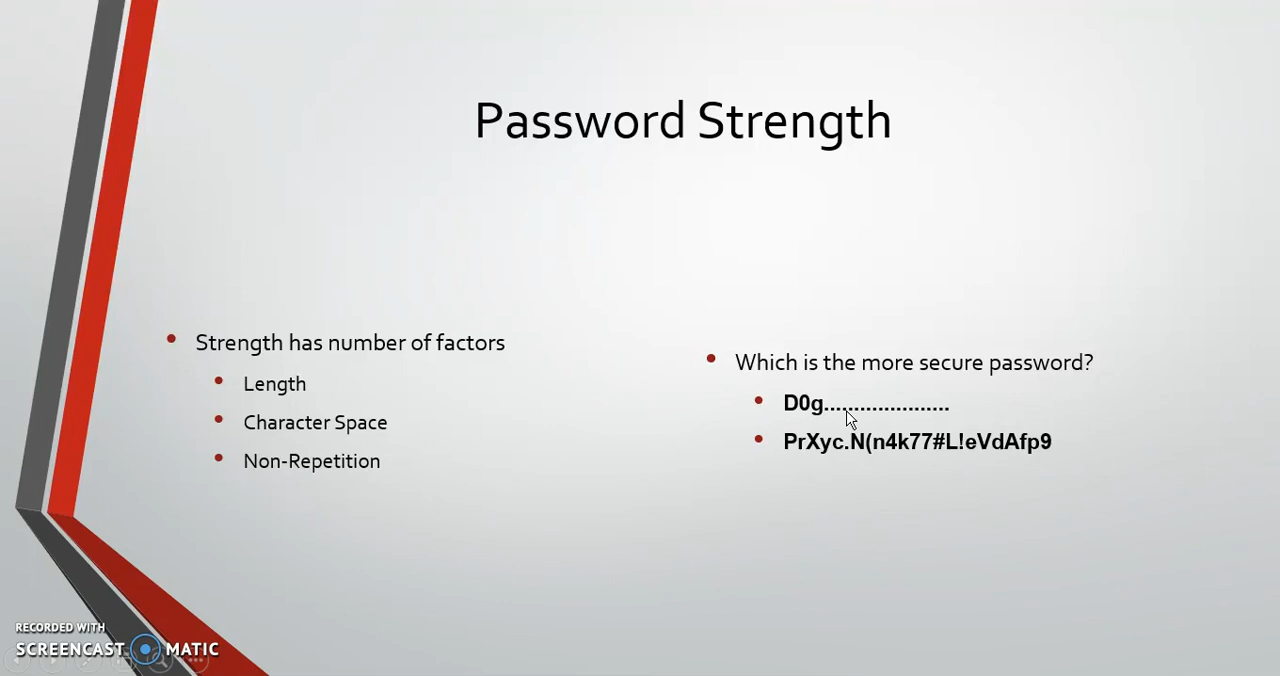 Password Strength
Strength has number of factors
Length
Character Space
Non-Repetition
Which is the more secure password?
D0g.....................
PrXyc.N(n4k77#L!eVdAfp9
RECORDED WITH
SCREENCAST MATIC